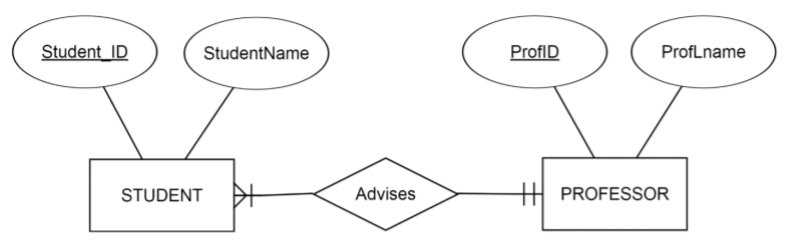 Student_ID
StudentName
ProfID
ProfLname
STUDENT
Advises
PROFESSOR